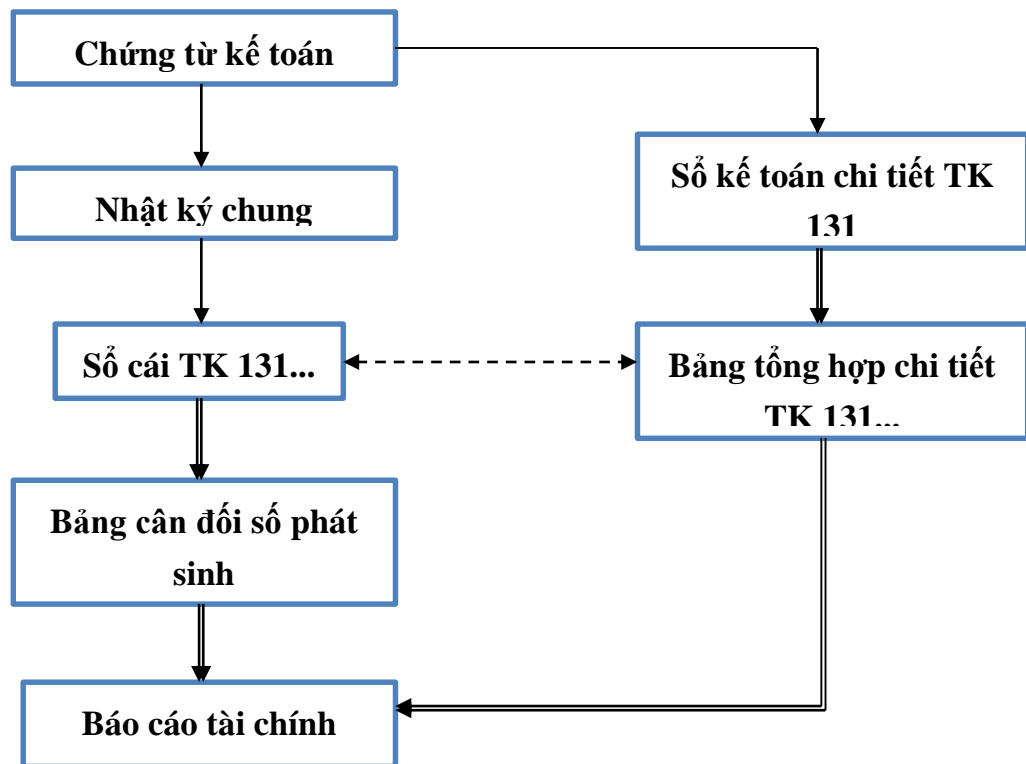 Chứng từ kế toán
Nhật ký chung
Sổ kế toán chi tiết TK
131
Sổ cái TK 131...
Bảng tổng hợp chi tiết
TK 131...
Bảng cân đối số phát
sinh
Báo cáo tài chính